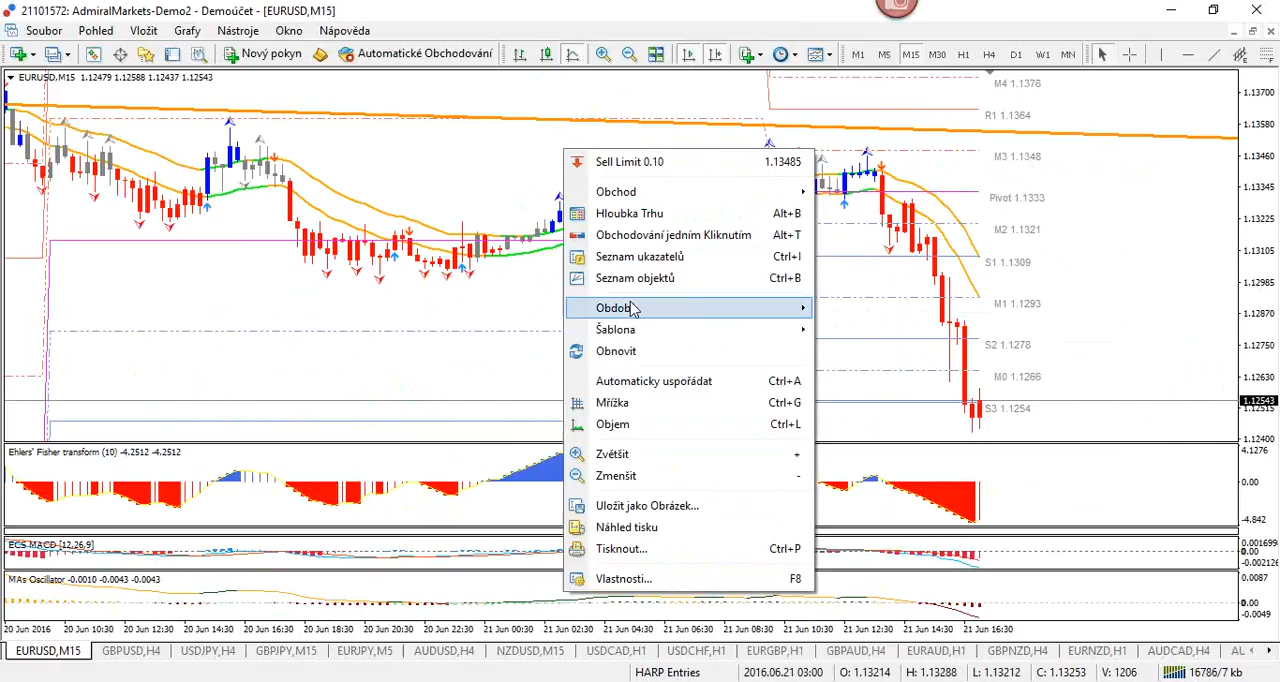 21101572: AdmiralMarkets-Demo2 - Demoúčet - [EURUSD,M15]
Soubor Pohled Vložit Grafy Nástroje Okno Nápověda
Nový pokyn Automatické Obchodování M1 M5 M15 M30 H1 H4 D1 W1 MN
EURUSD,M15 1.12479 1.12588 1.12437 1.12543
M4 1.1376
R1 1.1364
M3 1.1348
Pivot 1.1333
M2 1.1321
S1 1.1309
M1 1.1293
S2 1.1278
M0 1.1266
S3 1.1254
1.13700
1.13460
1.13345
1.13225
1.13105
1.12985
1.12870
1.12750
1.12630
1.12543
1.12515
1.12400
Sell Limit 0.10 1.13485
Obchod
Hloubka Trhu Alt+B
Obchodování jedním Kliknutím Alt+T
Seznam ukazatelů Ctrl+I
Seznam objektů Ctrl+B
Období
Šablona
Obnovit
Automaticky uspořádat Ctrl+A
Mřížka Ctrl+G
Objem Ctrl+L
Zvětšit +
Zmenšit -
Uložit jako Obrázek...
Náhled tisku
Tisknout... Ctrl+P
Vlastnosti... F8
Ehlers' Fisher transform (10) -4.2512 -4.2512
4.1276
0.00
-4.842
ECS MACD [12,26,9]
0.00
MAs Oscillator -0.0010 -0.0043 -0.0043
0.0087
0.00
-0.0049
20 Jun 2016 20 Jun 10:30 20 Jun 12:30 20 Jun 14:30 20 Jun 16:30 20 Jun 18:30 20 Jun 20:30 20 Jun 22:30 21 Jun 00:30 21 Jun 02:30 21 Jun 04:30 21 Jun 06:30 21 Jun 08:30 21 Jun 10:30 21 Jun 12:30 21 Jun 14:30 21 Jun 16:30
EURUSD,M15 GBPUSD,H4 USDJPY,H4 GBPJPY,M15 EURJPY,M5 AUDUSD,H4 NZDUSD,M15 USDCAD,H1 USDCHF,H1 EURGBP,H1 GBPAUD,H4 EURAUD,H1 GBPNZD,H4 EURNZD,H1 AUDCAD,H4 AU
HARP Entries 2016.06.21 03:00 O: 1.13214 H: 1.13288 L: 1.13212 C: 1.13253 V: 1206 16786/7 kb